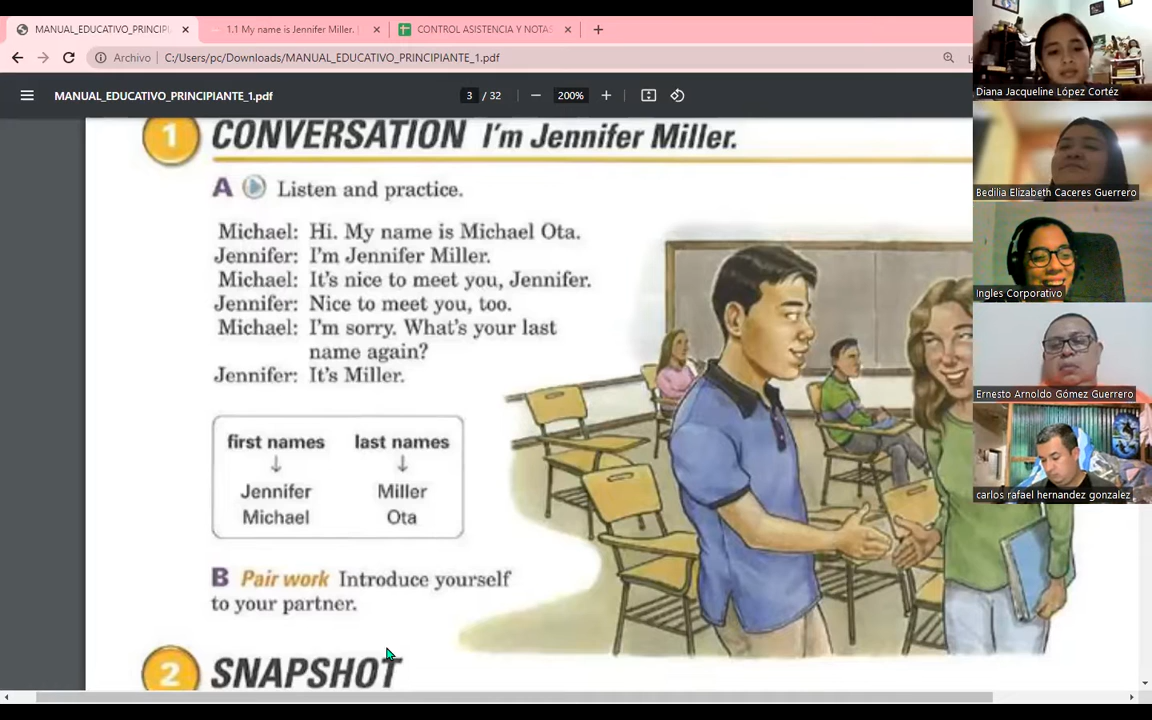 MANUAL_EDUCATIVO_PRINCIPI
1.1 My name is Jennifer Miller. |
CONTROL ASISTENCIA Y NOTAS
Archivo C:/Users/pc/Downloads/MANUAL_EDUCATIVO_PRINCIPIANTE_1.pdf
MANUAL_EDUCATIVO_PRINCIPIANTE_1.pdf
3 / 32
200%
1 CONVERSATION I'm Jennifer Miller.
A Listen and practice.
Michael: Hi. My name is Michael Ota.
Jennifer: I'm Jennifer Miller.
Michael: It's nice to meet you, Jennifer.
Jennifer: Nice to meet you, too.
Michael: I'm sorry. What's your last
name again?
Jennifer: It's Miller.
first names last names
Jennifer Miller
Michael Ota
B Pair work Introduce yourself
to your partner.
2 SNAPSHOT
Diana Jacqueline López Cortéz
Bedilia Elizabeth Caceres Guerrero
Ingles Corporativo
Ernesto Arnoldo Gómez Guerrero
carlos rafael hernandez gonzalez